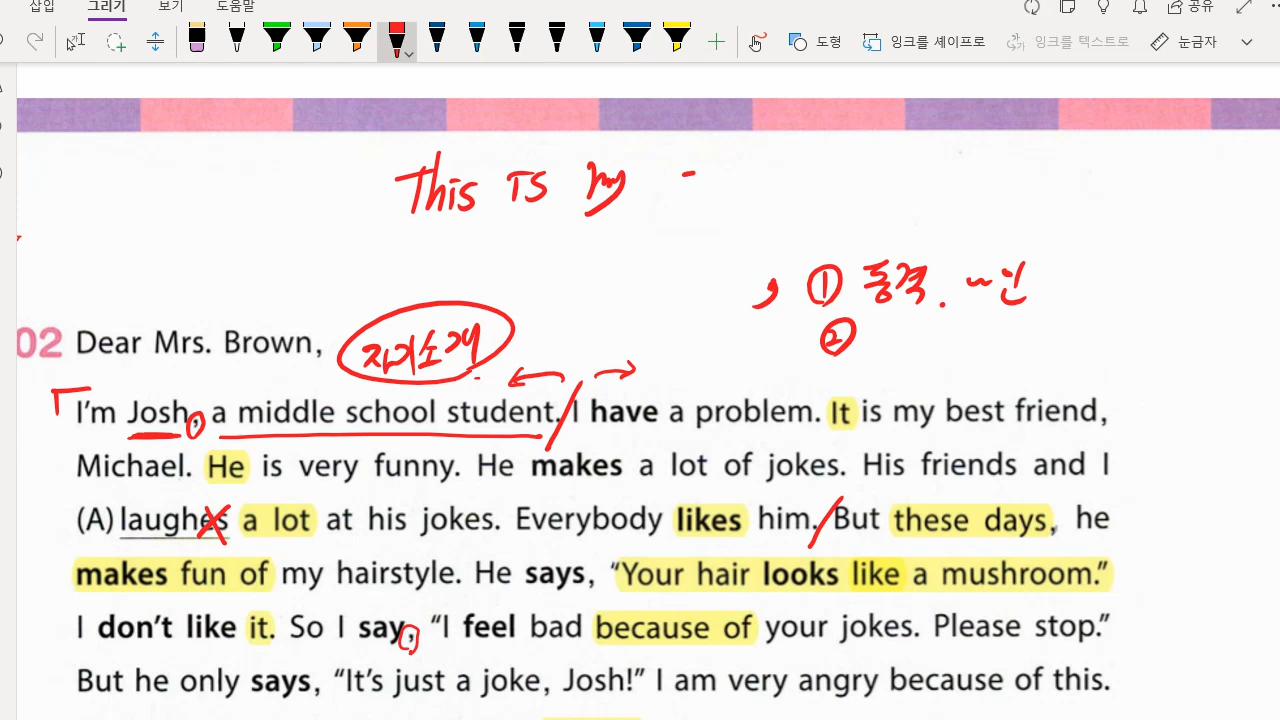 삽입 그리기 보기 도움말 공유
도형 잉크를 셰이프로 잉크를 텍스트로 눈금자
This is my -
, ① 동격. ~인
②
02 Dear Mrs. Brown,
자기소개
I'm Josh, a middle school student. I have a problem. It is my best friend,
Michael. He is very funny. He makes a lot of jokes. His friends and I
(A) laughes a lot at his jokes. Everybody likes him. But these days, he
makes fun of my hairstyle. He says, “Your hair looks like a mushroom.”
I don't like it. So I say, “I feel bad because of your jokes. Please stop.”
But he only says, “It's just a joke, Josh!” I am very angry because of this.